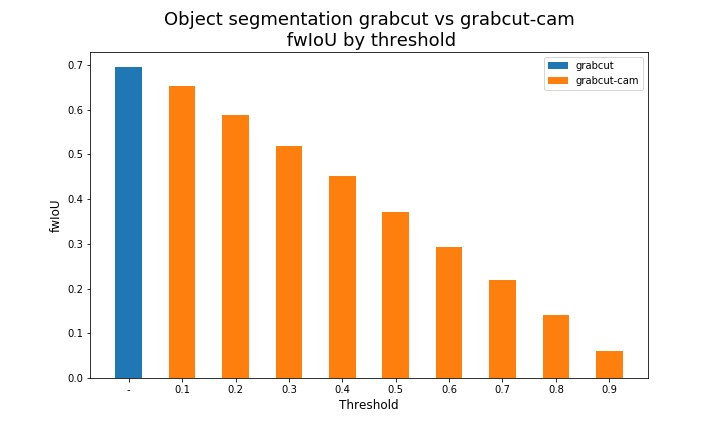 Object segmentation grabcut vs grabcut-cam
fwIoU by threshold
grabcut
grabcut-cam
fwIoU
0.7
0.6
0.5
0.4
0.3
0.2
0.1
0.0
- 0.1 0.2 0.3 0.4 0.5 0.6 0.7 0.8 0.9
Threshold